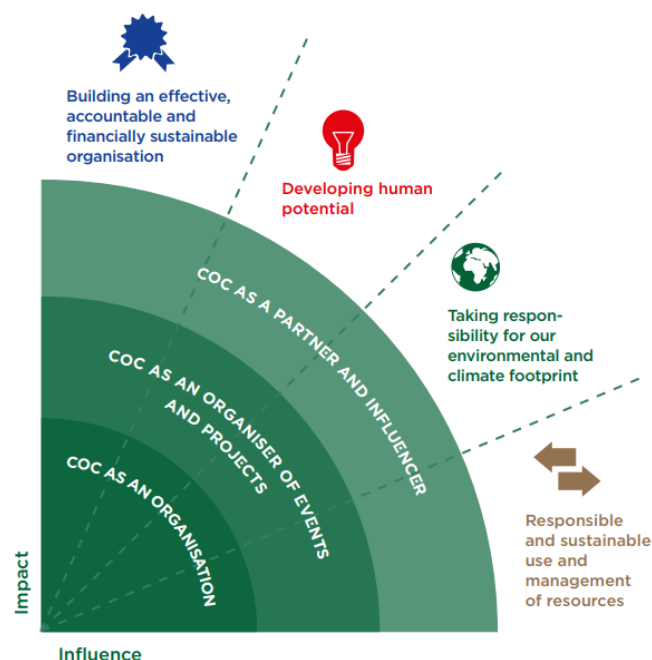 Building an effective,
accountable and
financially sustainable
organisation
Developing human
potential
Taking respon-
sibility for our
environmental and
climate footprint
Responsible
and sustainable
use and
management
of resources
COC AS A PARTNER AND INFLUENCER
COC AS AN ORGANISER OF EVENTS
AND PROJECTS
COC AS AN ORGANISATION
Impact
Influence